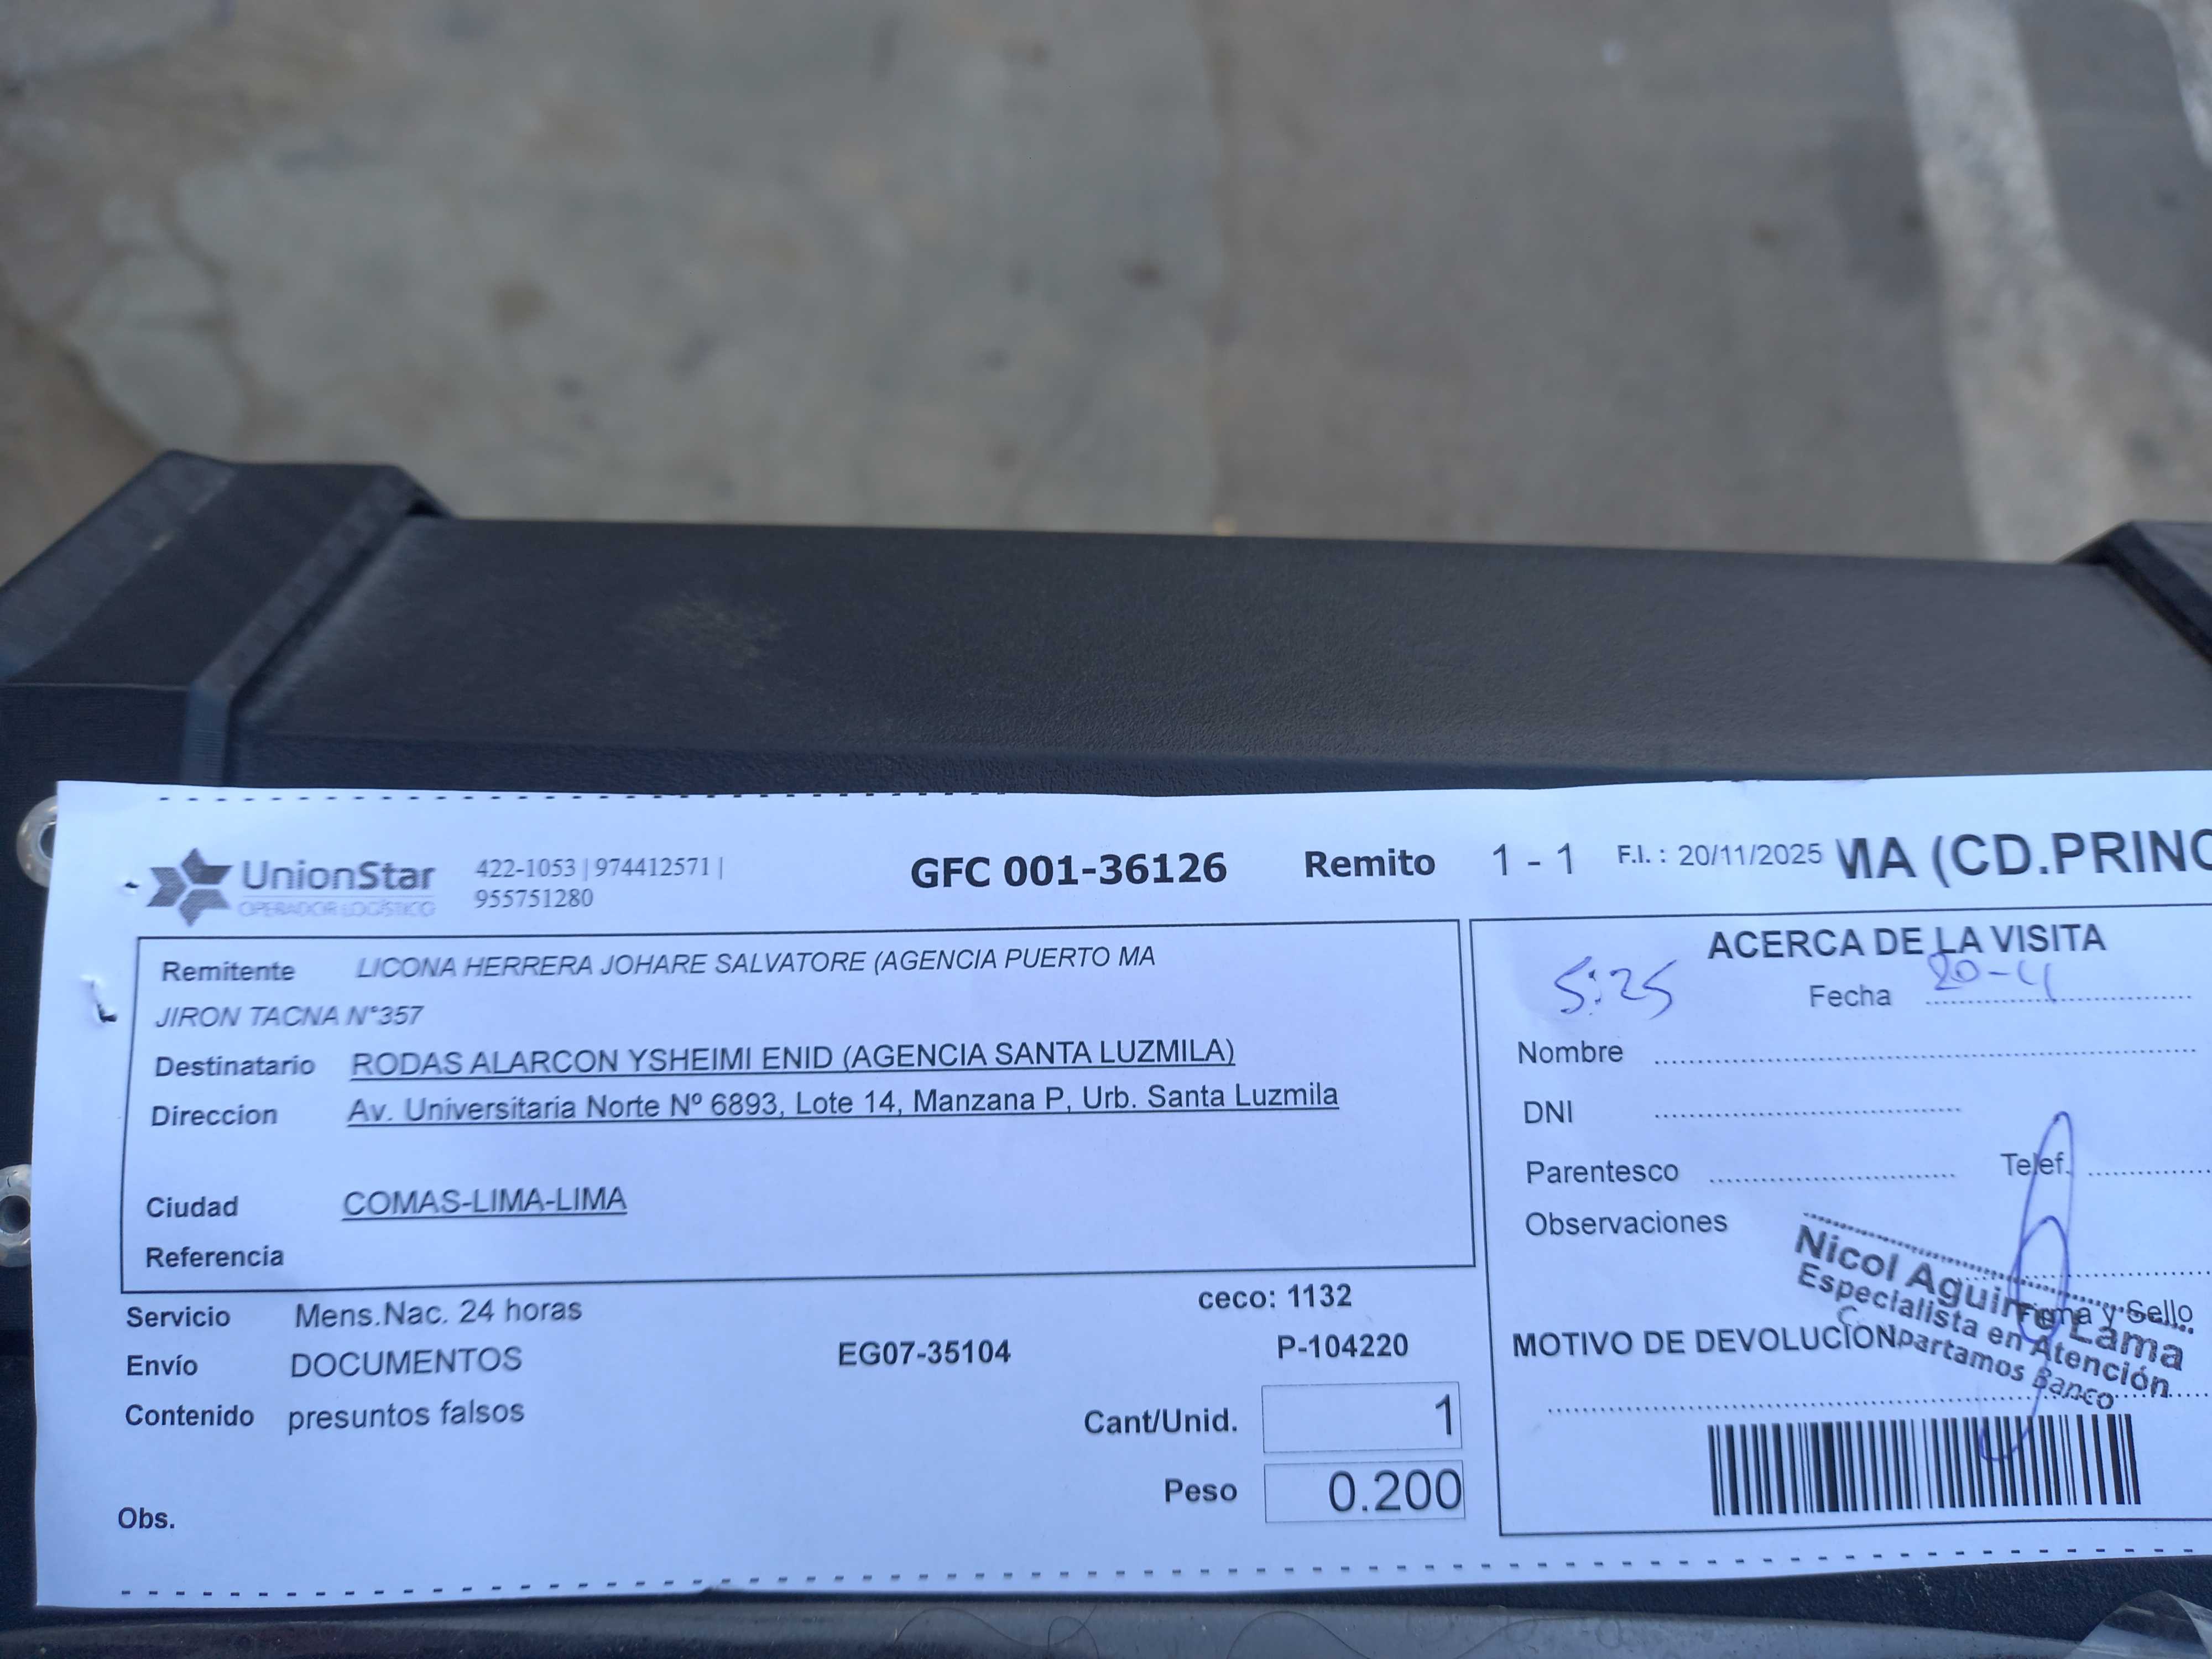 UnionStar
OPERADOR LOGÍSTICO
422-1053 | 974412571 |
955751280
GFC 001-36126
Remito
1 - 1
F.I. : 20/11/2025
MA (CD.PRINC
Remitente LICONA HERRERA JOHARE SALVATORE (AGENCIA PUERTO MA
JIRON TACNA N°357
Destinatario RODAS ALARCON YSHEIMI ENID (AGENCIA SANTA LUZMILA)
Direccion Av. Universitaria Norte Nº 6893, Lote 14, Manzana P, Urb. Santa Luzmila
Ciudad COMAS-LIMA-LIMA
Referencia
ceco: 1132
Servicio Mens.Nac. 24 horas
Envío DOCUMENTOS EG07-35104 P-104220
Contenido presuntos falsos
Cant/Unid. 1
Peso 0.200
Obs.
ACERCA DE LA VISITA
5:25
Fecha 20-11
Nombre
DNI
Parentesco Telef.
Observaciones
Firma y Sello
Nicol Aguirre Lama
Especialista en Atención
Compartamos Banco
MOTIVO DE DEVOLUCION